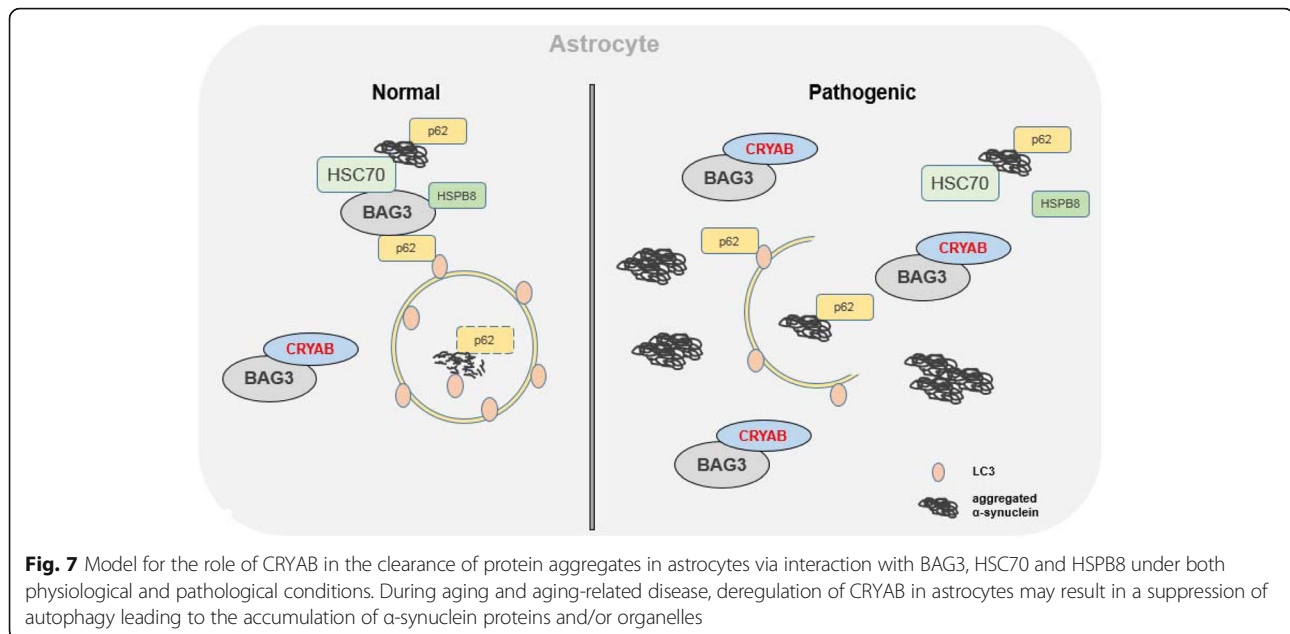 Astrocyte
Normal
p62
HSC70
HSPB8
BAG3
p62
p62
CRYAB
BAG3
Pathogenic
CRYAB
BAG3
p62
HSC70
HSPB8
p62
CRYAB
BAG3
p62
CRYAB
BAG3
LC3
aggregated
α-synuclein
Fig. 7 Model for the role of CRYAB in the clearance of protein aggregates in astrocytes via interaction with BAG3, HSC70 and HSPB8 under both
physiological and pathological conditions. During aging and aging-related disease, deregulation of CRYAB in astrocytes may result in a suppression of
autophagy leading to the accumulation of α-synuclein proteins and/or organelles